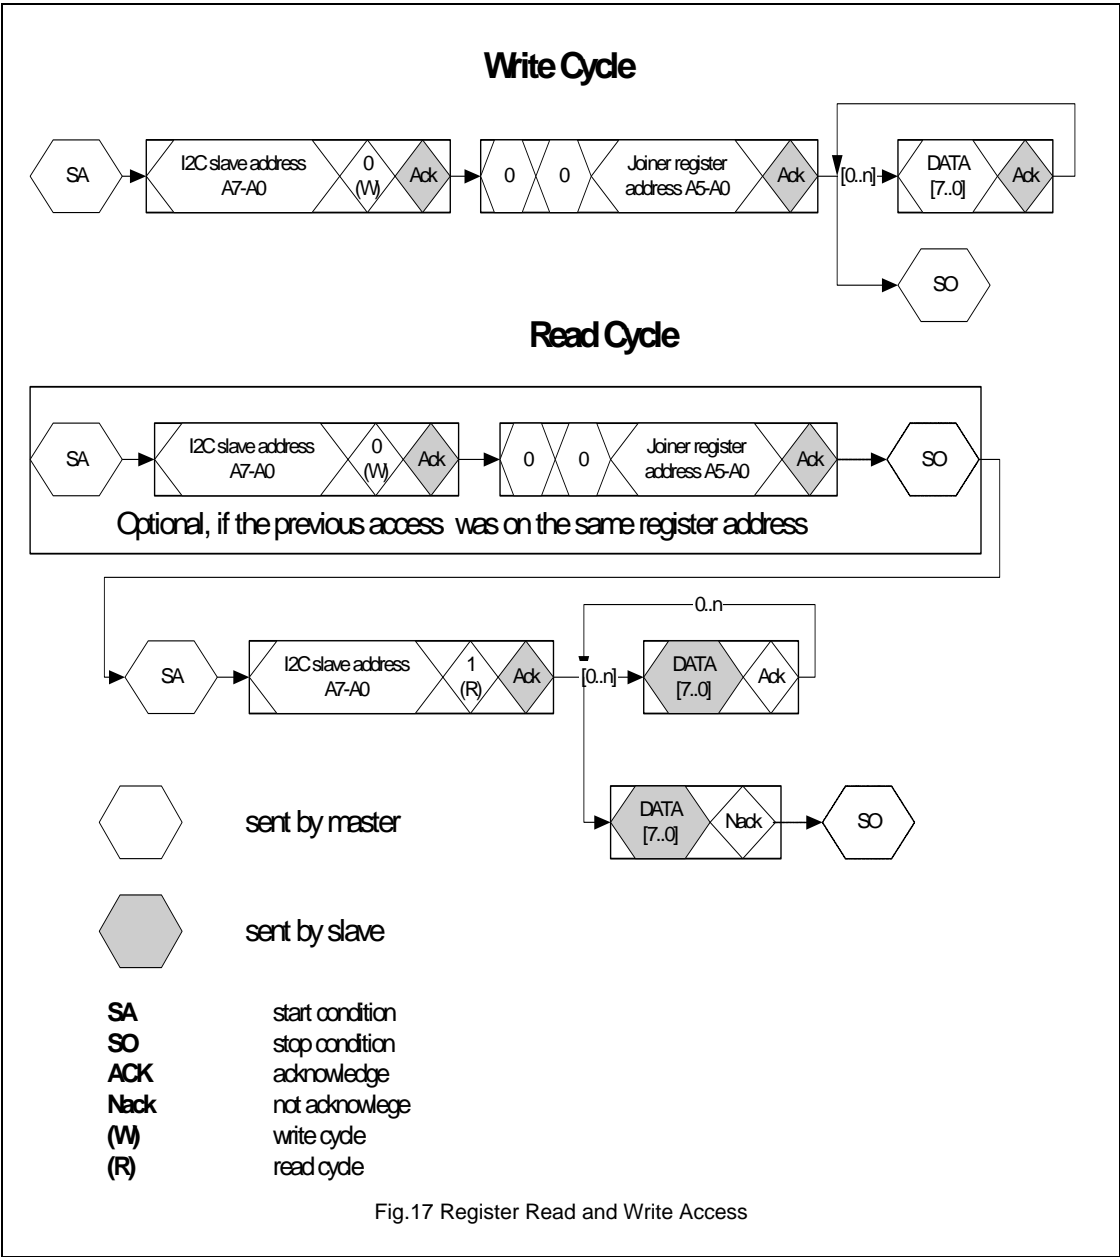 Write Cycle
SA
I2C slave address
A7-A0
0
(W)
Ack
0
0
Joiner register
address A5-A0
Ack
[0..n]
DATA
[7..0]
Ack
SO
Read Cycle
SA
I2C slave address
A7-A0
0
(W)
Ack
0
0
Joiner register
address A5-A0
Ack
SO
Optional, if the previous access was on the same register address
0..n
SA
I2C slave address
A7-A0
1
(R)
Ack
[0..n]
DATA
[7..0]
Ack
DATA
[7..0]
Nack
SO
sent by master
sent by slave
SA start condition
SO stop condition
ACK acknowledge
Nack not acknowlege
(W) write cycle
(R) read cycle
Fig.17 Register Read and Write Access